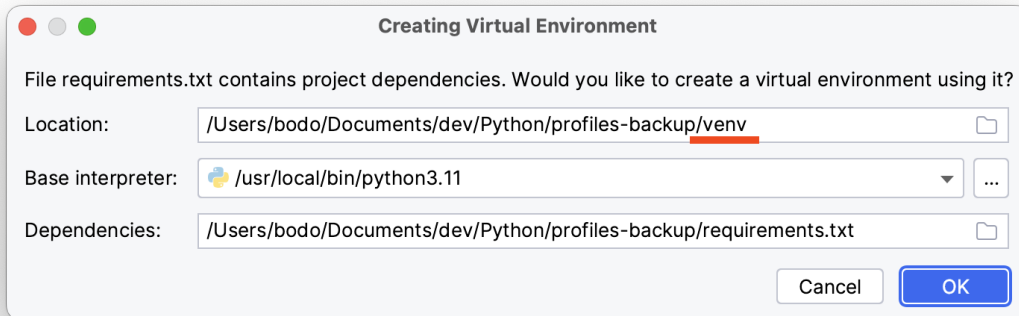 Creating Virtual Environment
File requirements.txt contains project dependencies. Would you like to create a virtual environment using it?
Location: /Users/bodo/Documents/dev/Python/profiles-backup/venv
Base interpreter: /usr/local/bin/python3.11 ...
Dependencies: /Users/bodo/Documents/dev/Python/profiles-backup/requirements.txt
Cancel OK